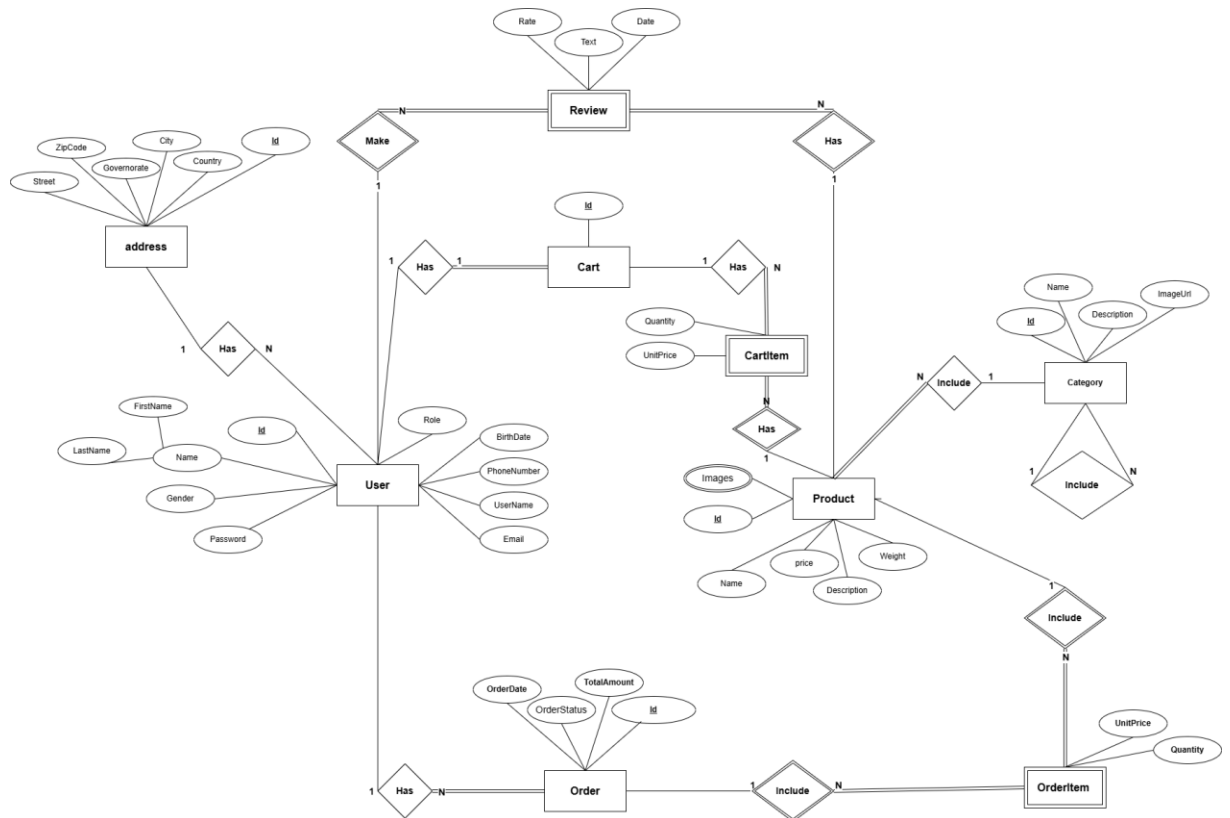 Rate
Date
Text
Review
N
N
Make
Has
1
1
City
Id
ZipCode
Governorate
Country
Street
address
Id
1
Has
1
Cart
1
Has
N
Name
ImageUrl
Id
Description
Category
Quantity
UnitPrice
CartItem
1
Has
N
N
Include
1
N
Has
1
1
N
Include
FirstName
LastName
Name
Id
Role
BirthDate
PhoneNumber
UserName
Email
Gender
Password
User
Images
Id
Product
Name
price
Description
Weight
1
Include
N
OrderDate
TotalAmount
OrderStatus
Id
UnitPrice
Quantity
1
Has
N
Order
1
Include
N
OrderItem